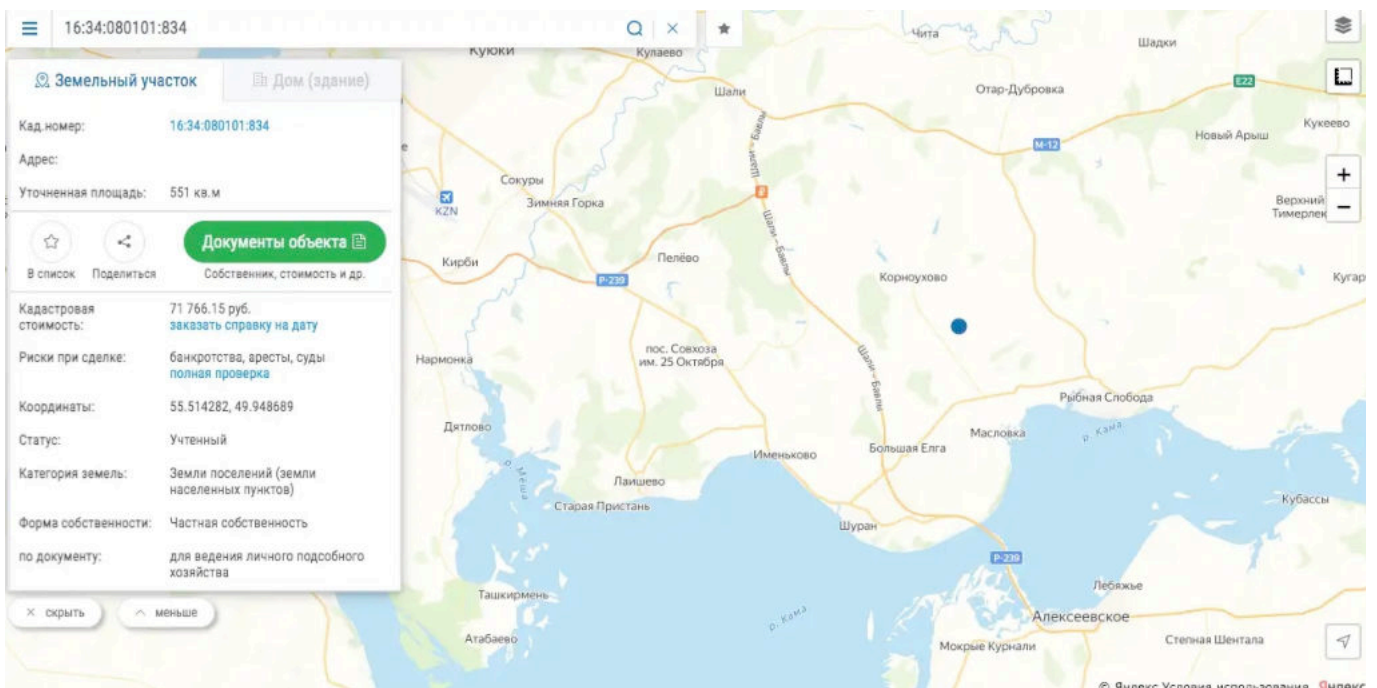 16:34:080101:834
Земельный участок
Дом (здание)
Кад.номер:
16:34:080101:834
Адрес:
Уточненная площадь:
551 кв.м
В список
Поделиться
Документы объекта
Собственник, стоимость и др.
Кадастровая
стоимость:
71 766.15 руб.
заказать справку на дату
Риски при сделке:
банкротства, аресты, суды
полная проверка
Координаты:
55.514282, 49.948689
Статус:
Учтенный
Категория земель:
Земли поселений (земли
населенных пунктов)
Форма собственности:
Частная собственность
по документу:
для ведения личного подсобного
хозяйства
скрыть
меньше
Куюки
Кулаево
Чита
Шадки
Шали
Отар-Дубровка
E22
Кукеево
Новый Арыш
М-12
Шали – Бавлы
Сокуры
KZN
Зимняя Горка
Верхний
Тимерлек
Шали – Бавлы
Кирби
Пелёво
Р-239
Корноухово
Кугар
Нармонка
пос. Совхоза
им. 25 Октября
Шали – Бавлы
Рыбная Слобода
Дятлово
р. Кама
Масловка
Большая Елга
Именьково
р. Мёша
Лаишево
Старая Пристань
Кубассы
Шуран
Р-239
Лебяжье
Ташкирмень
Алексеевское
р. Кама
Атабаево
Мокрые Курнали
Степная Шентала
© Яндекс Условия использования
Яндекс